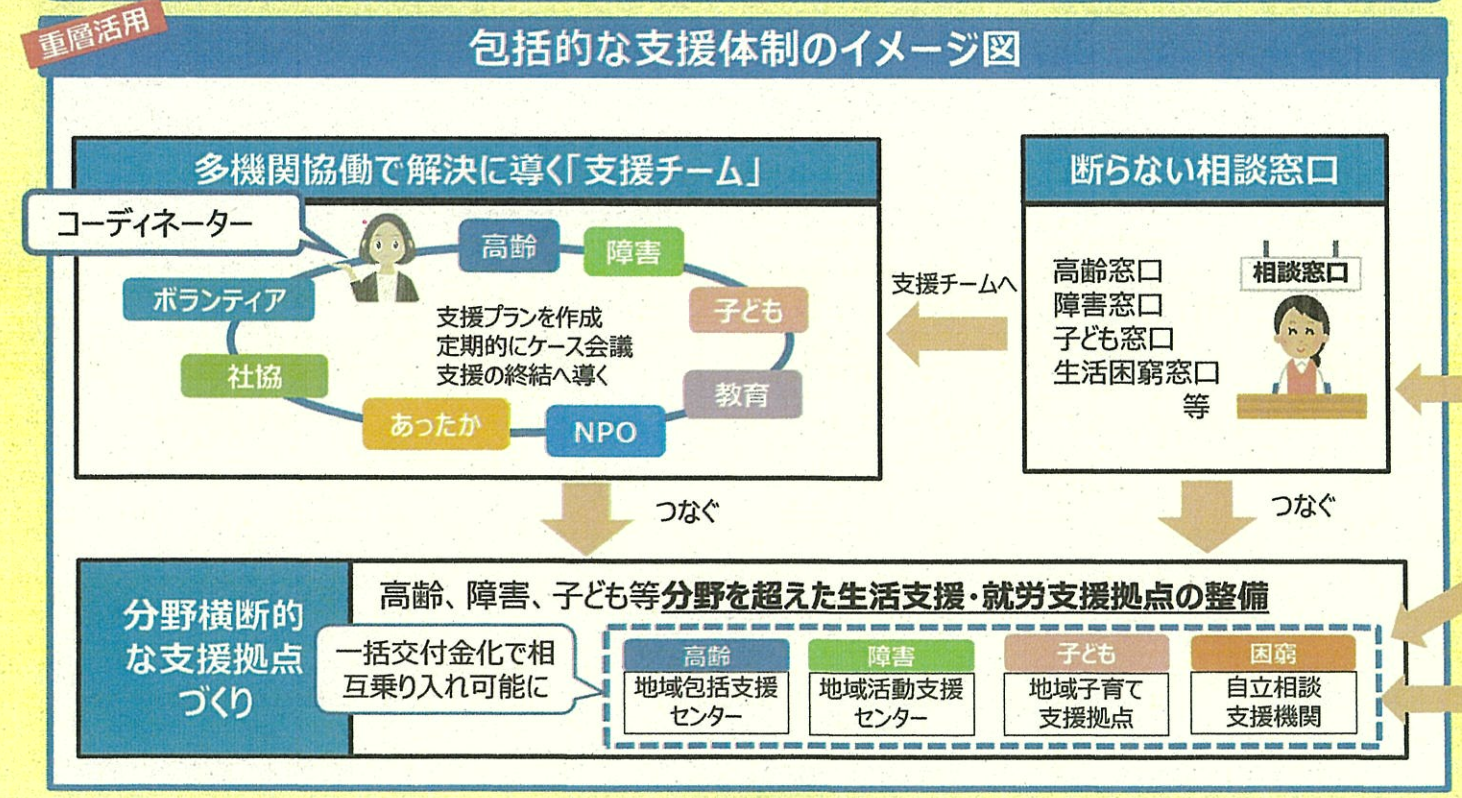 重層活用
包括的な支援体制のイメージ図
多機関協働で解決に導く「支援チーム」
コーディネーター
高齢
障害
子ども
教育
NPO
あったか
社協
ボランティア
支援プランを作成
定期的にケース会議
支援の終結へ導く
支援チームへ
断らない相談窓口
高齢窓口
障害窓口
子ども窓口
生活困窮窓口
等
相談窓口
つなぐ
つなぐ
分野横断的
な支援拠点
づくり
高齢、障害、子ども等分野を超えた生活支援・就労支援拠点の整備
一括交付金化で相
互乗り入れ可能に
高齢
地域包括支援
センター
障害
地域活動支援
センター
子ども
地域子育て
支援拠点
困窮
自立相談
支援機関